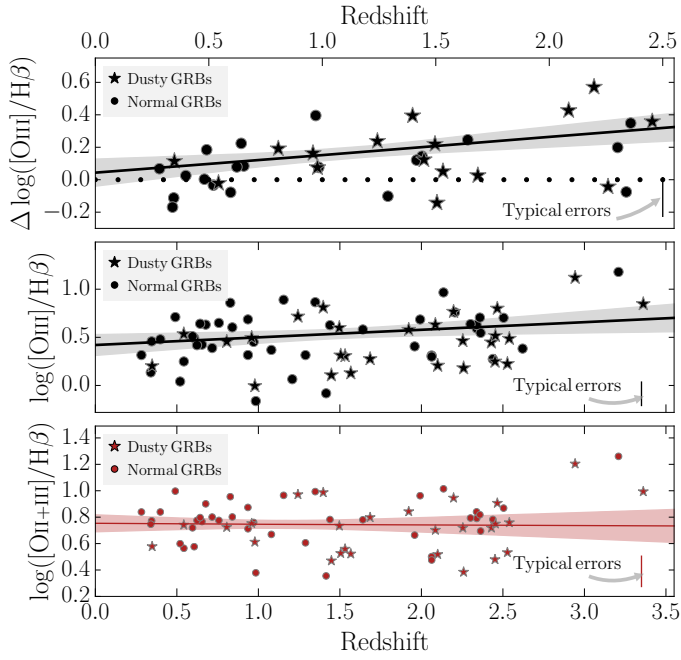 Redshift
0.0 0.5 1.0 1.5 2.0 2.5
Δ log([OIII]/Hβ)
0.6
0.4
0.2
0.0
−0.2
Dusty GRBs
Normal GRBs
Typical errors
log([OIII]/Hβ)
1.0
0.5
0.0
Dusty GRBs
Normal GRBs
Typical errors
log([OII+III]/Hβ)
1.4
1.2
1.0
0.8
0.6
0.4
0.2
Dusty GRBs
Normal GRBs
Typical errors
0.0 0.5 1.0 1.5 2.0 2.5 3.0 3.5
Redshift